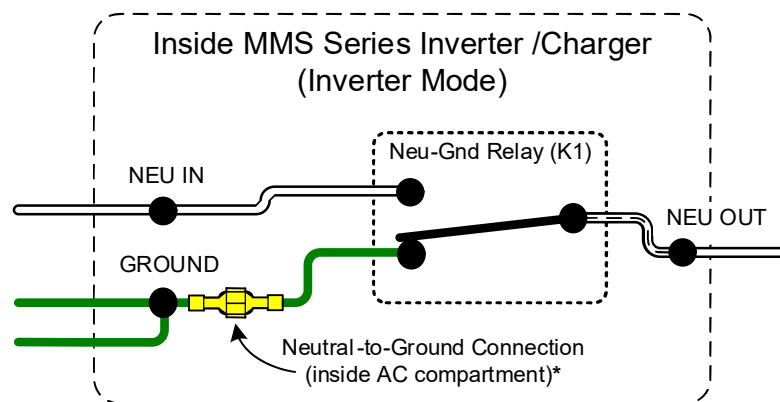 Inside MMS Series Inverter /Charger
(Inverter Mode)
Neu-Gnd Relay (K1)
NEU IN
NEU OUT
GROUND
Neutral-to-Ground Connection
(inside AC compartment)*